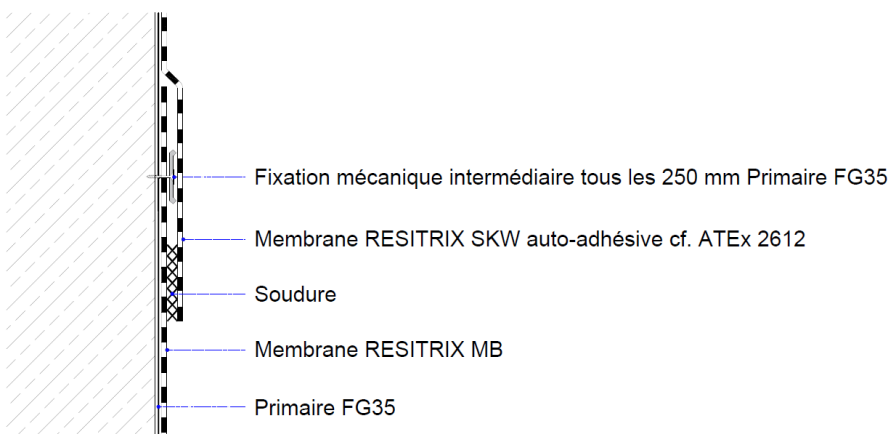 Fixation mécanique intermédiaire tous les 250 mm Primaire FG35
Membrane RESITRIX SKW auto-adhésive cf. ATEx 2612
Soudure
Membrane RESITRIX MB
Primaire FG35